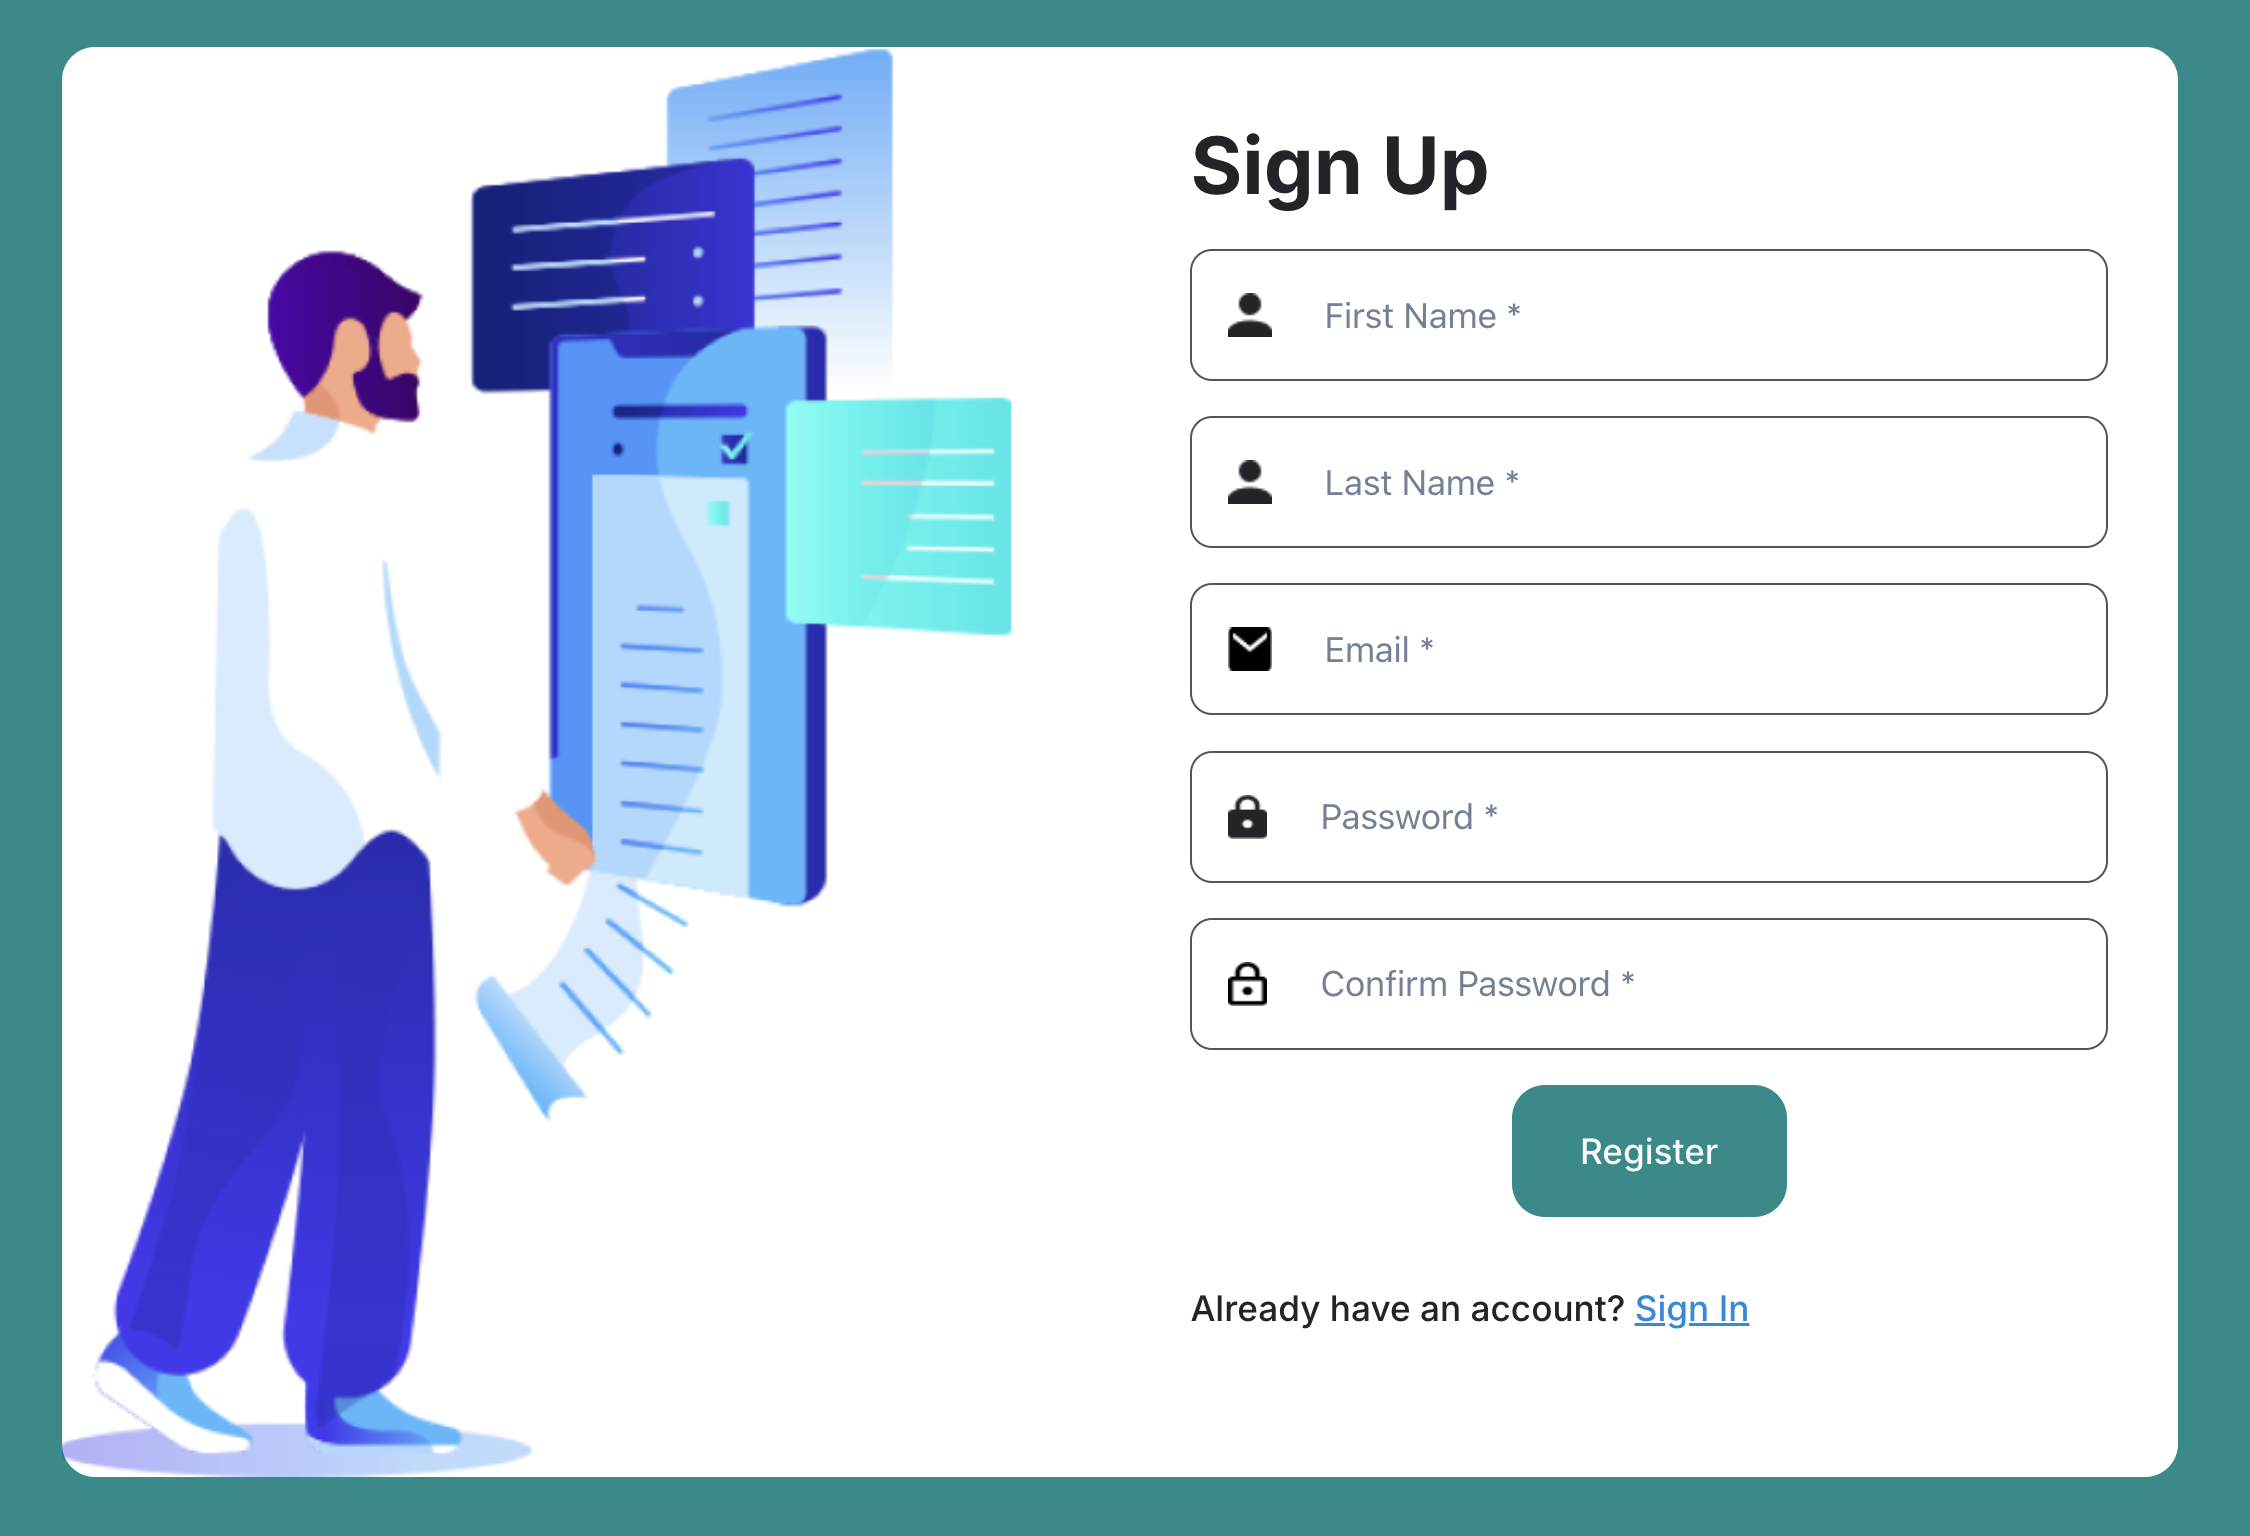 Sign Up
First Name *
Last Name *
Email *
Password *
Confirm Password *
Register
Already have an account? Sign In